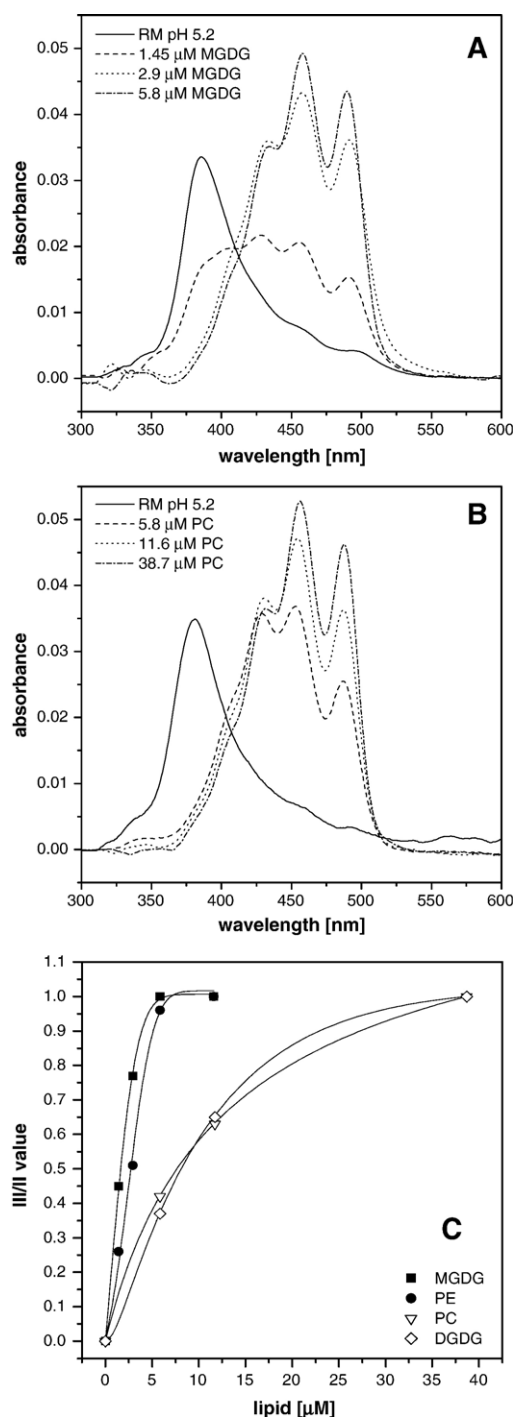 A
RM pH 5.2
1.45 μM MGDG
2.9 μM MGDG
5.8 μM MGDG
absorbance
0.05
0.04
0.03
0.02
0.01
0.00
300 350 400 450 500 550 600
wavelength [nm]
B
RM pH 5.2
5.8 μM PC
11.6 μM PC
38.7 μM PC
absorbance
0.05
0.04
0.03
0.02
0.01
0.00
300 350 400 450 500 550 600
wavelength [nm]
III/II value
1.1
1.0
0.9
0.8
0.7
0.6
0.5
0.4
0.3
0.2
0.1
0.0
C
MGDG
PE
PC
DGDG
0 5 10 15 20 25 30 35 40
lipid [μM]